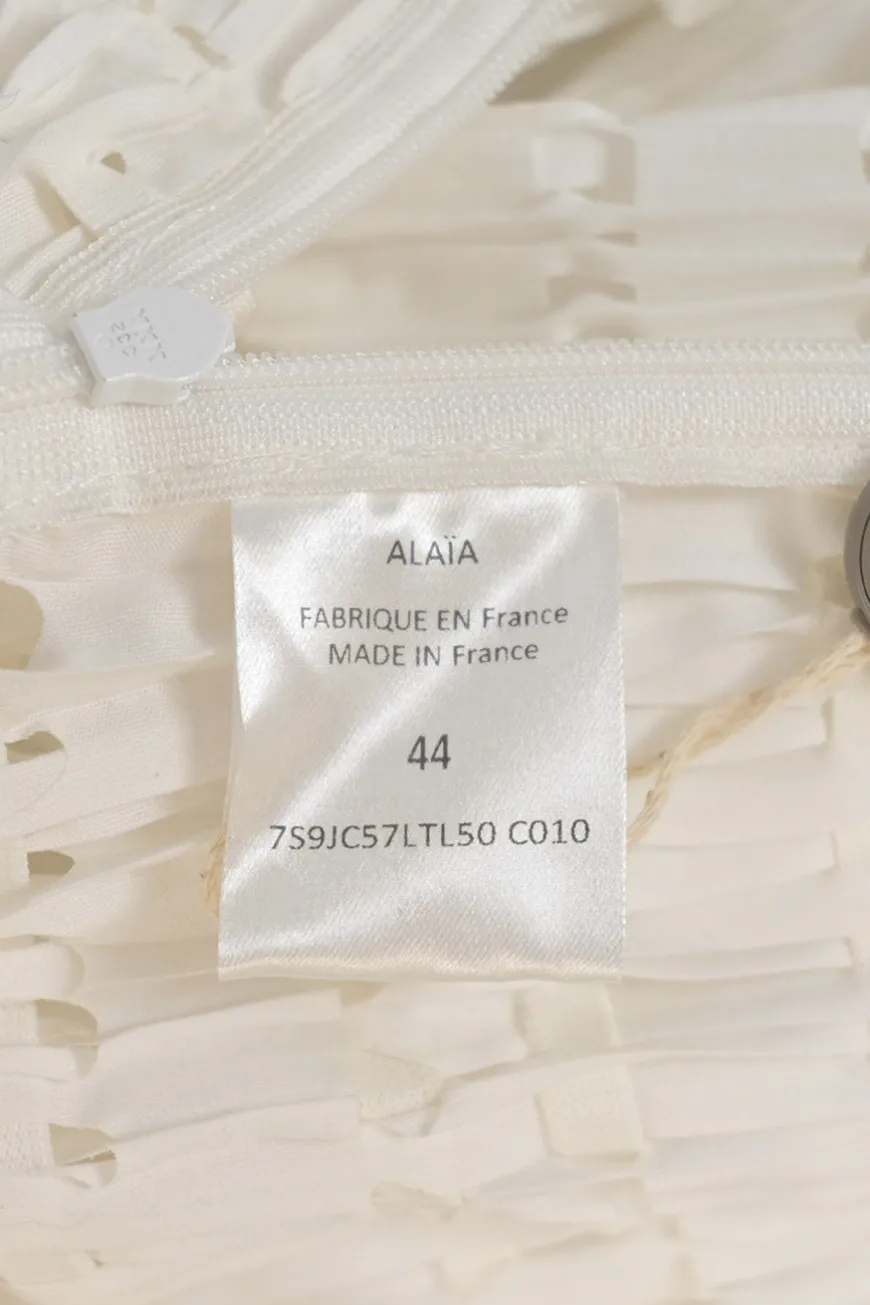 ALAÏA
FABRIQUE EN France
MADE IN France
44
7S9JC57LTL50 C010